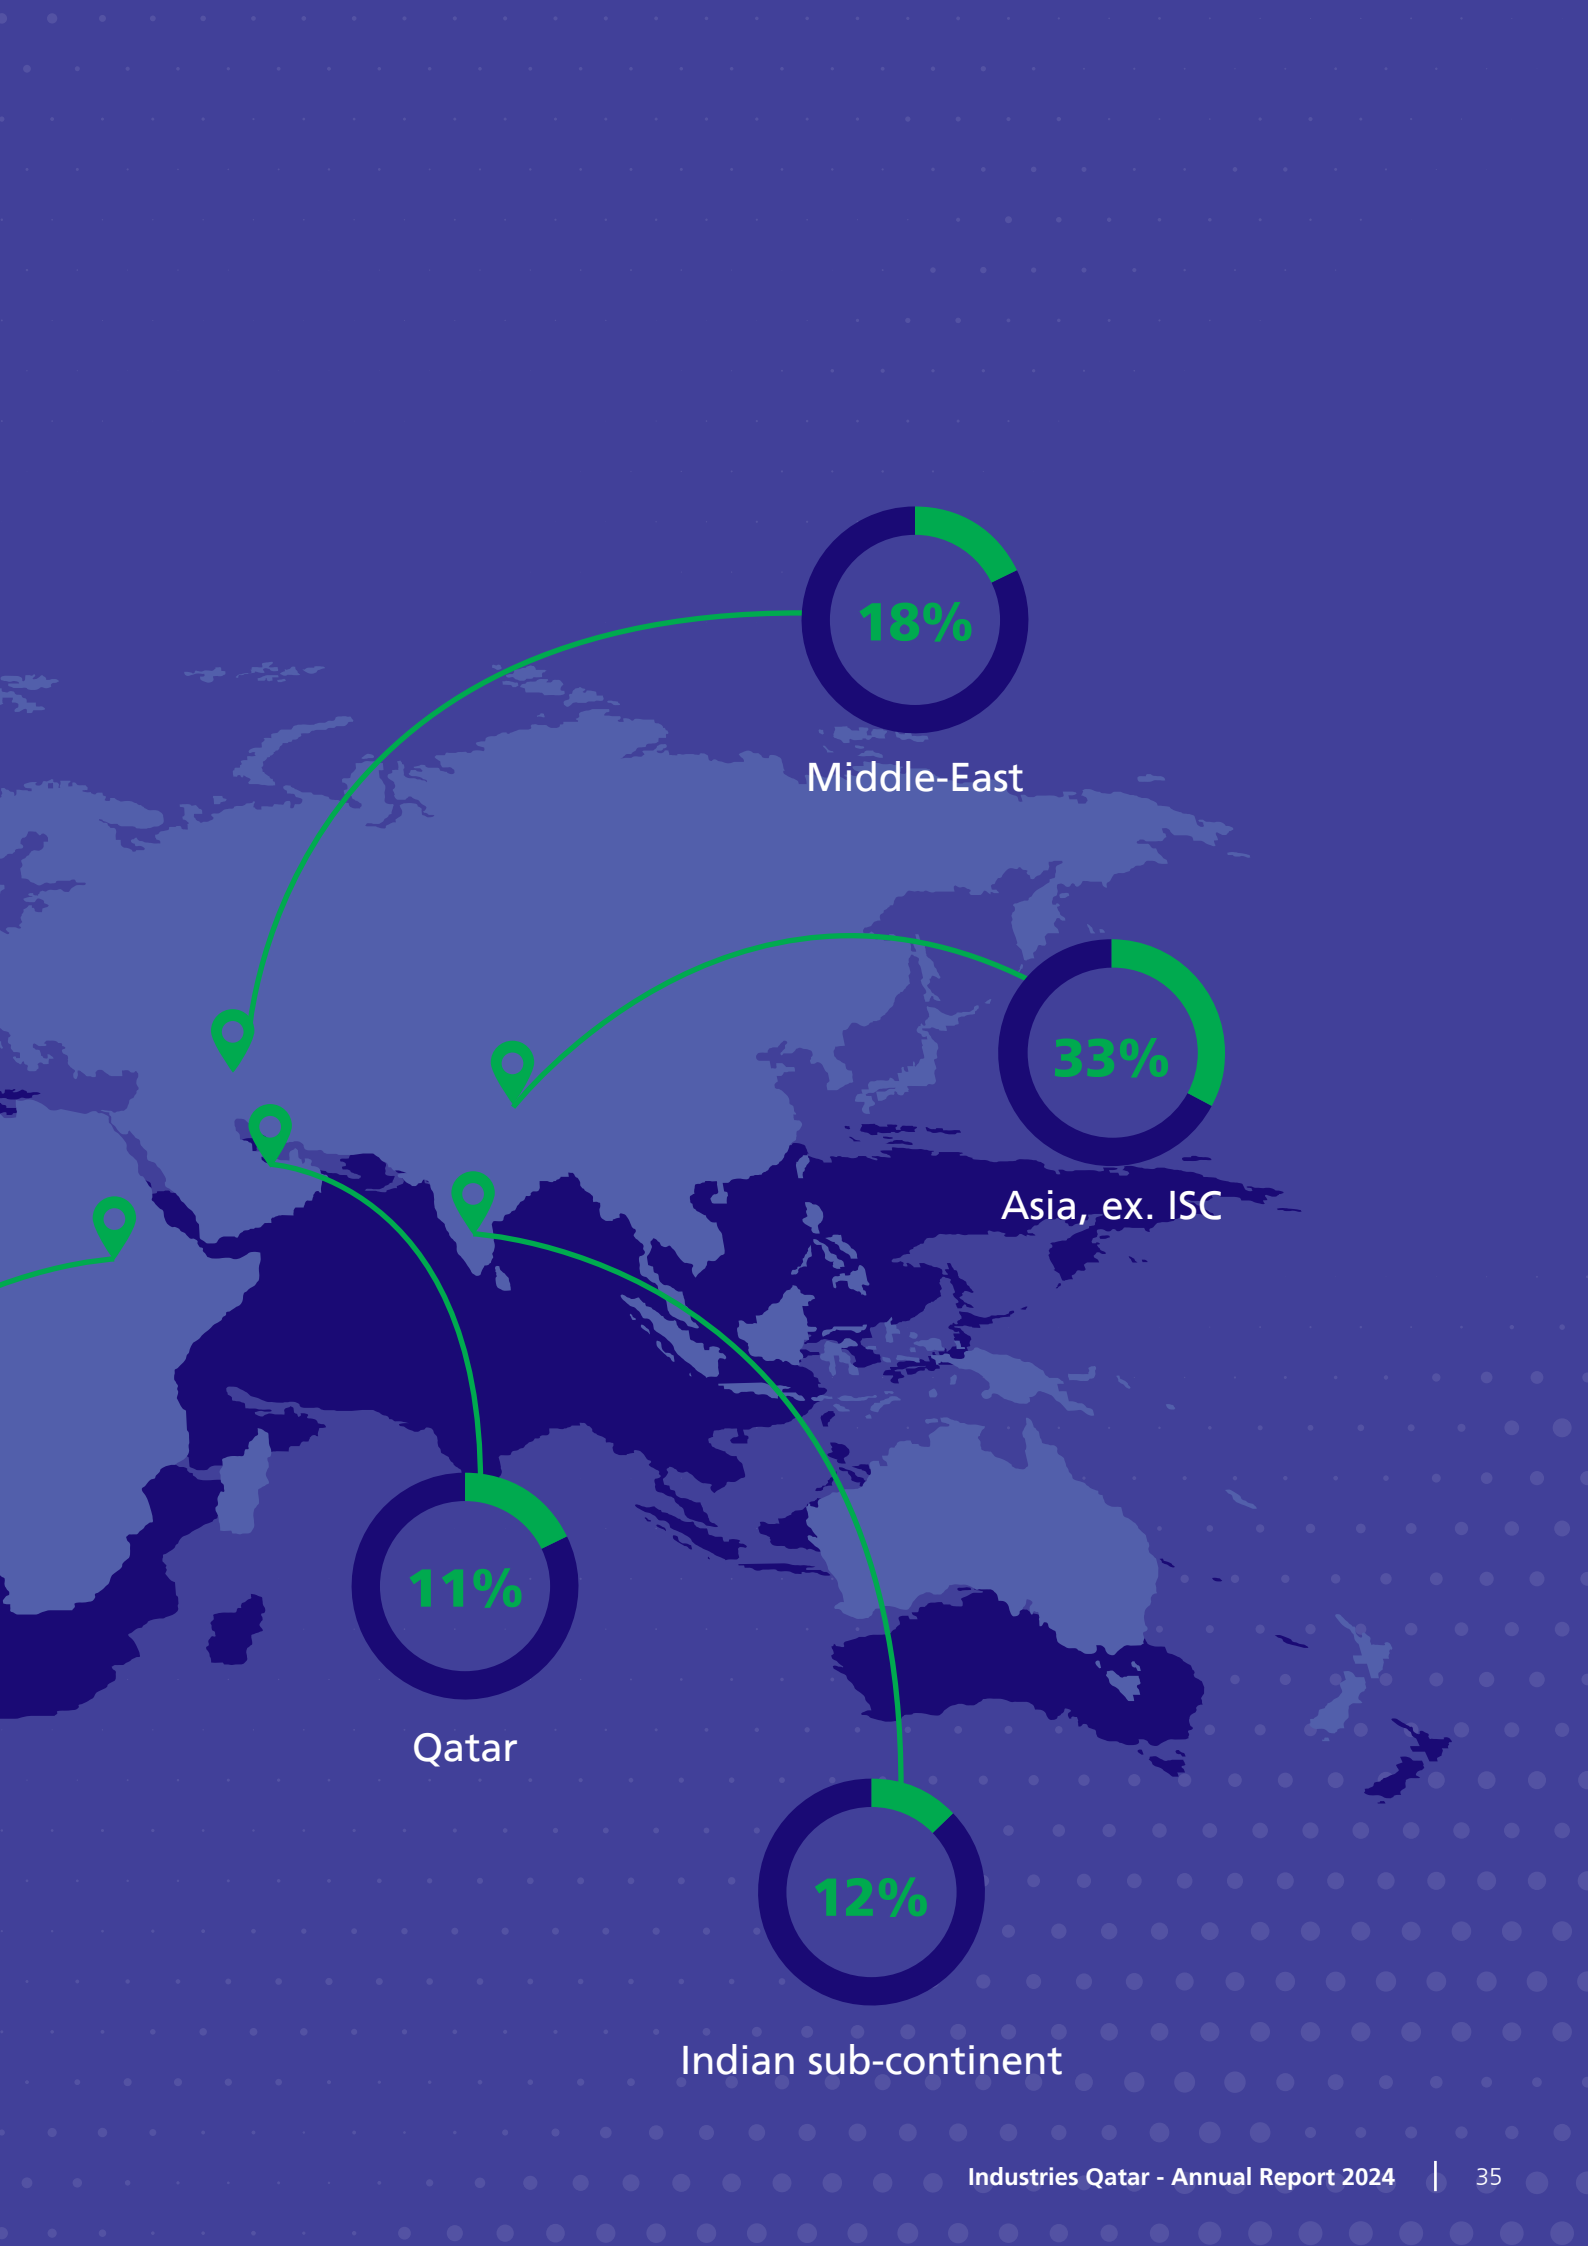 18%
Middle-East
33%
Asia, ex. ISC
11%
Qatar
12%
Indian sub-continent
Industries Qatar - Annual Report 2024 | 35